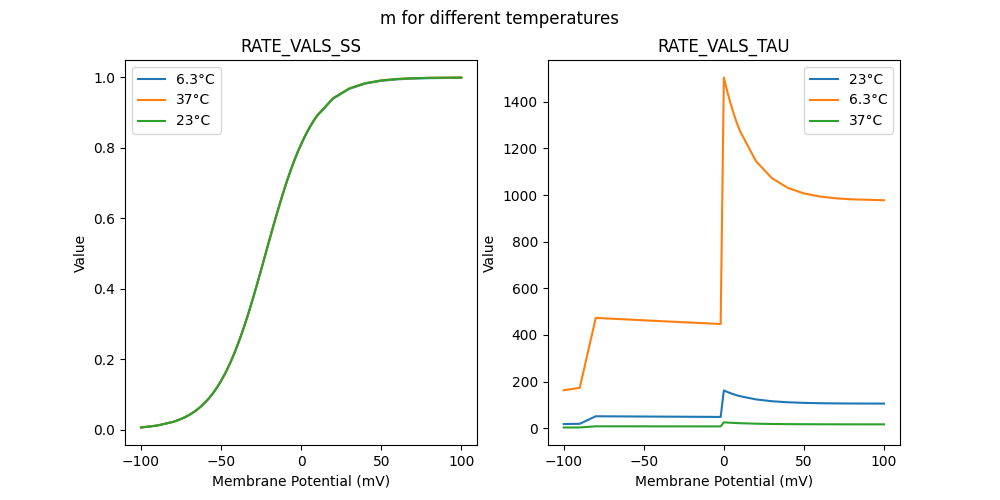 m for different temperatures
RATE_VALS_SS
6.3°C
37°C
23°C
1.0
0.8
0.6
0.4
0.2
0.0
Value
−100
−50
0
50
100
Membrane Potential (mV)
RATE_VALS_TAU
23°C
6.3°C
37°C
1400
1200
1000
800
600
400
200
0
Value
−100
−50
0
50
100
Membrane Potential (mV)